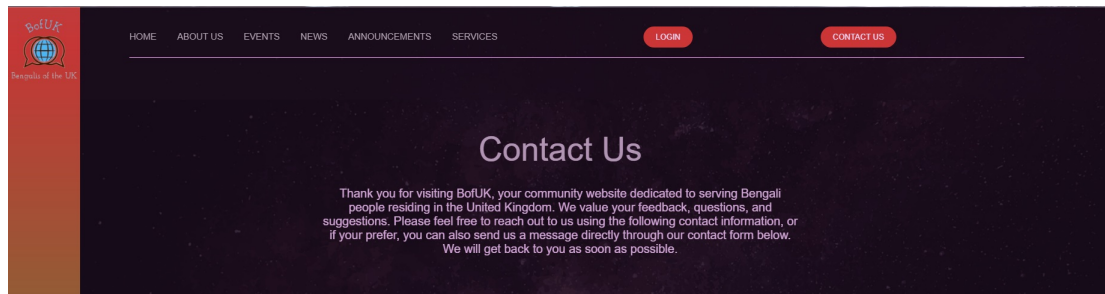 BofUK
Bengalis of the UK
HOME ABOUT US EVENTS NEWS ANNOUNCEMENTS SERVICES LOGIN CONTACT US
Contact Us
Thank you for visiting BofUK, your community website dedicated to serving Bengali
people residing in the United Kingdom. We value your feedback, questions, and
suggestions. Please feel free to reach out to us using the following contact information, or
if your prefer, you can also send us a message directly through our contact form below.
We will get back to you as soon as possible.